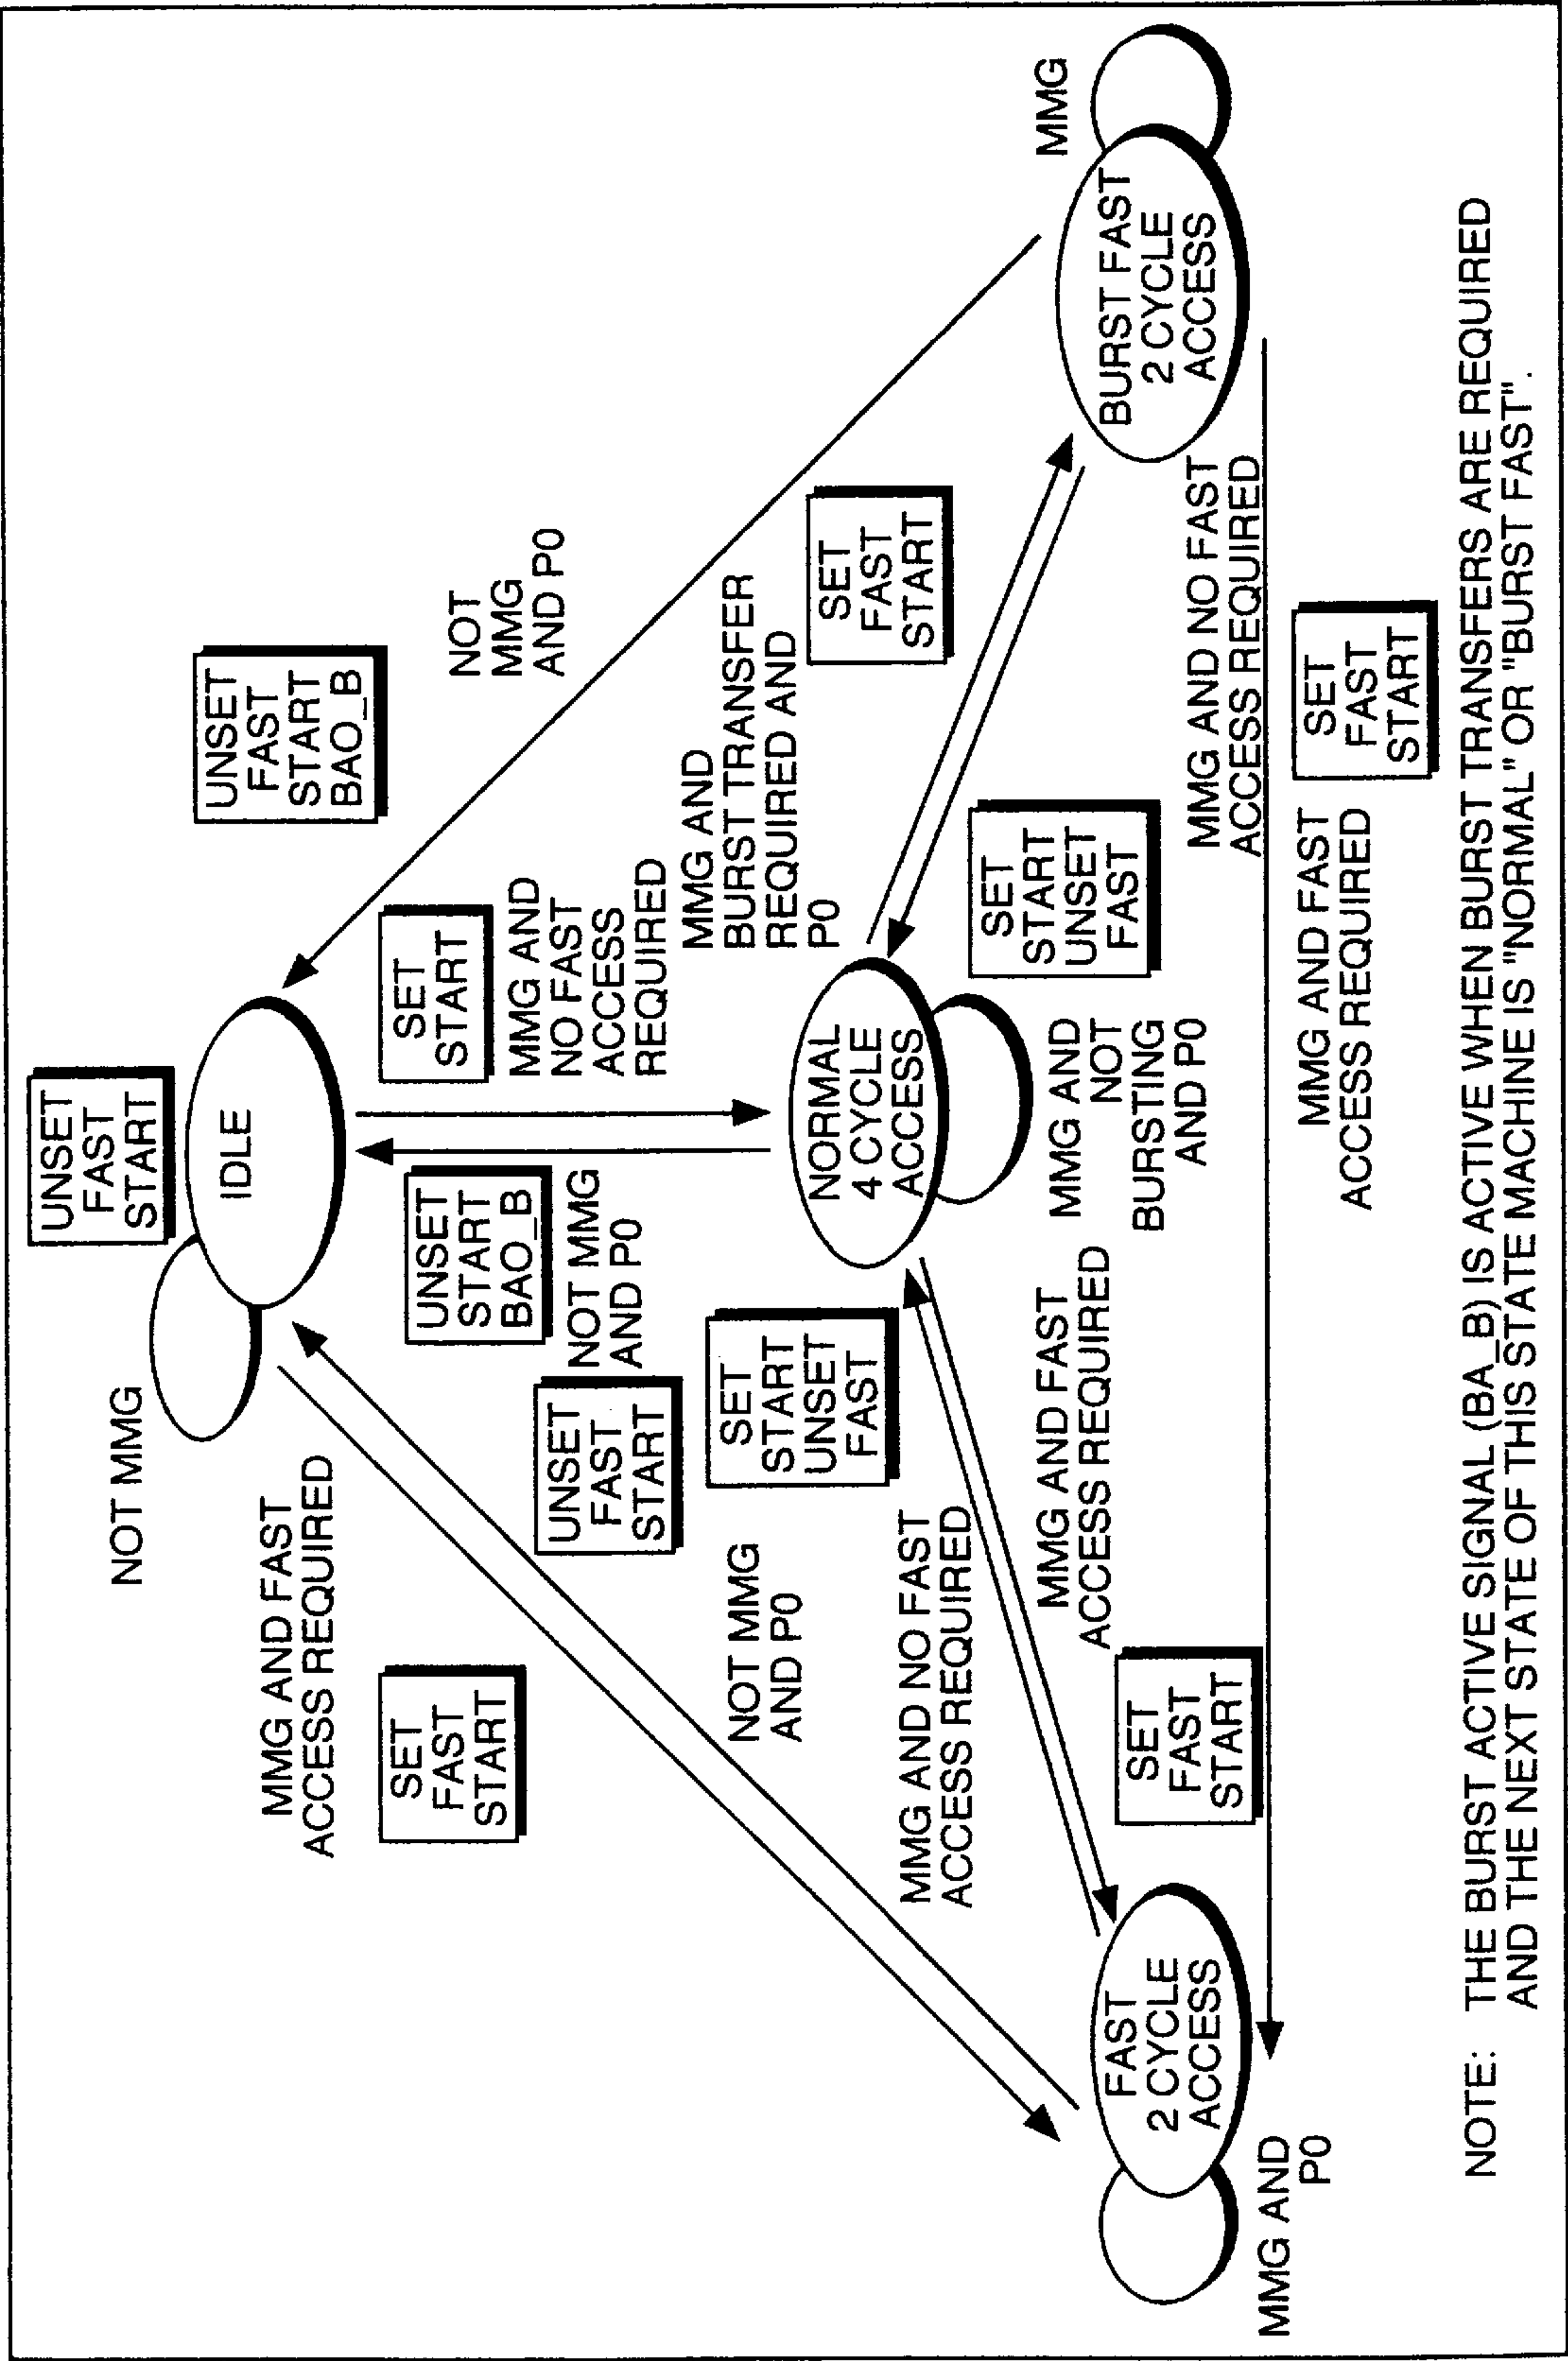 UNSET
FAST
START
IDLE
NOT MMG
MMG AND FAST
ACCESS REQUIRED
SET
FAST
START
UNSET
FAST
START
NOT MMG
AND P0
UNSET
START
BAO_B
NOT MMG
AND P0
SET
START
MMG AND
NO FAST
ACCESS
REQUIRED
UNSET
FAST
START
BAO_B
NOT
MMG
AND P0
SET
START
UNSET
FAST
MMG AND NO FAST
ACCESS REQUIRED
NORMAL
4 CYCLE
ACCESS
MMG AND
BURST TRANSFER
REQUIRED AND
P0
SET
FAST
START
MMG AND
NOT
BURSTING
AND P0
SET
START
UNSET
FAST
MMG AND NO FAST
ACCESS REQUIRED
MMG
BURST FAST
2 CYCLE
ACCESS
MMG AND FAST
ACCESS REQUIRED
SET
FAST
START
FAST
2 CYCLE
ACCESS
MMG AND
P0
MMG AND FAST
ACCESS REQUIRED
SET
FAST
START
NOTE: THE BURST ACTIVE SIGNAL (BA_B) IS ACTIVE WHEN BURST TRANSFERS ARE REQUIRED
AND THE NEXT STATE OF THIS STATE MACHINE IS "NORMAL" OR "BURST FAST".